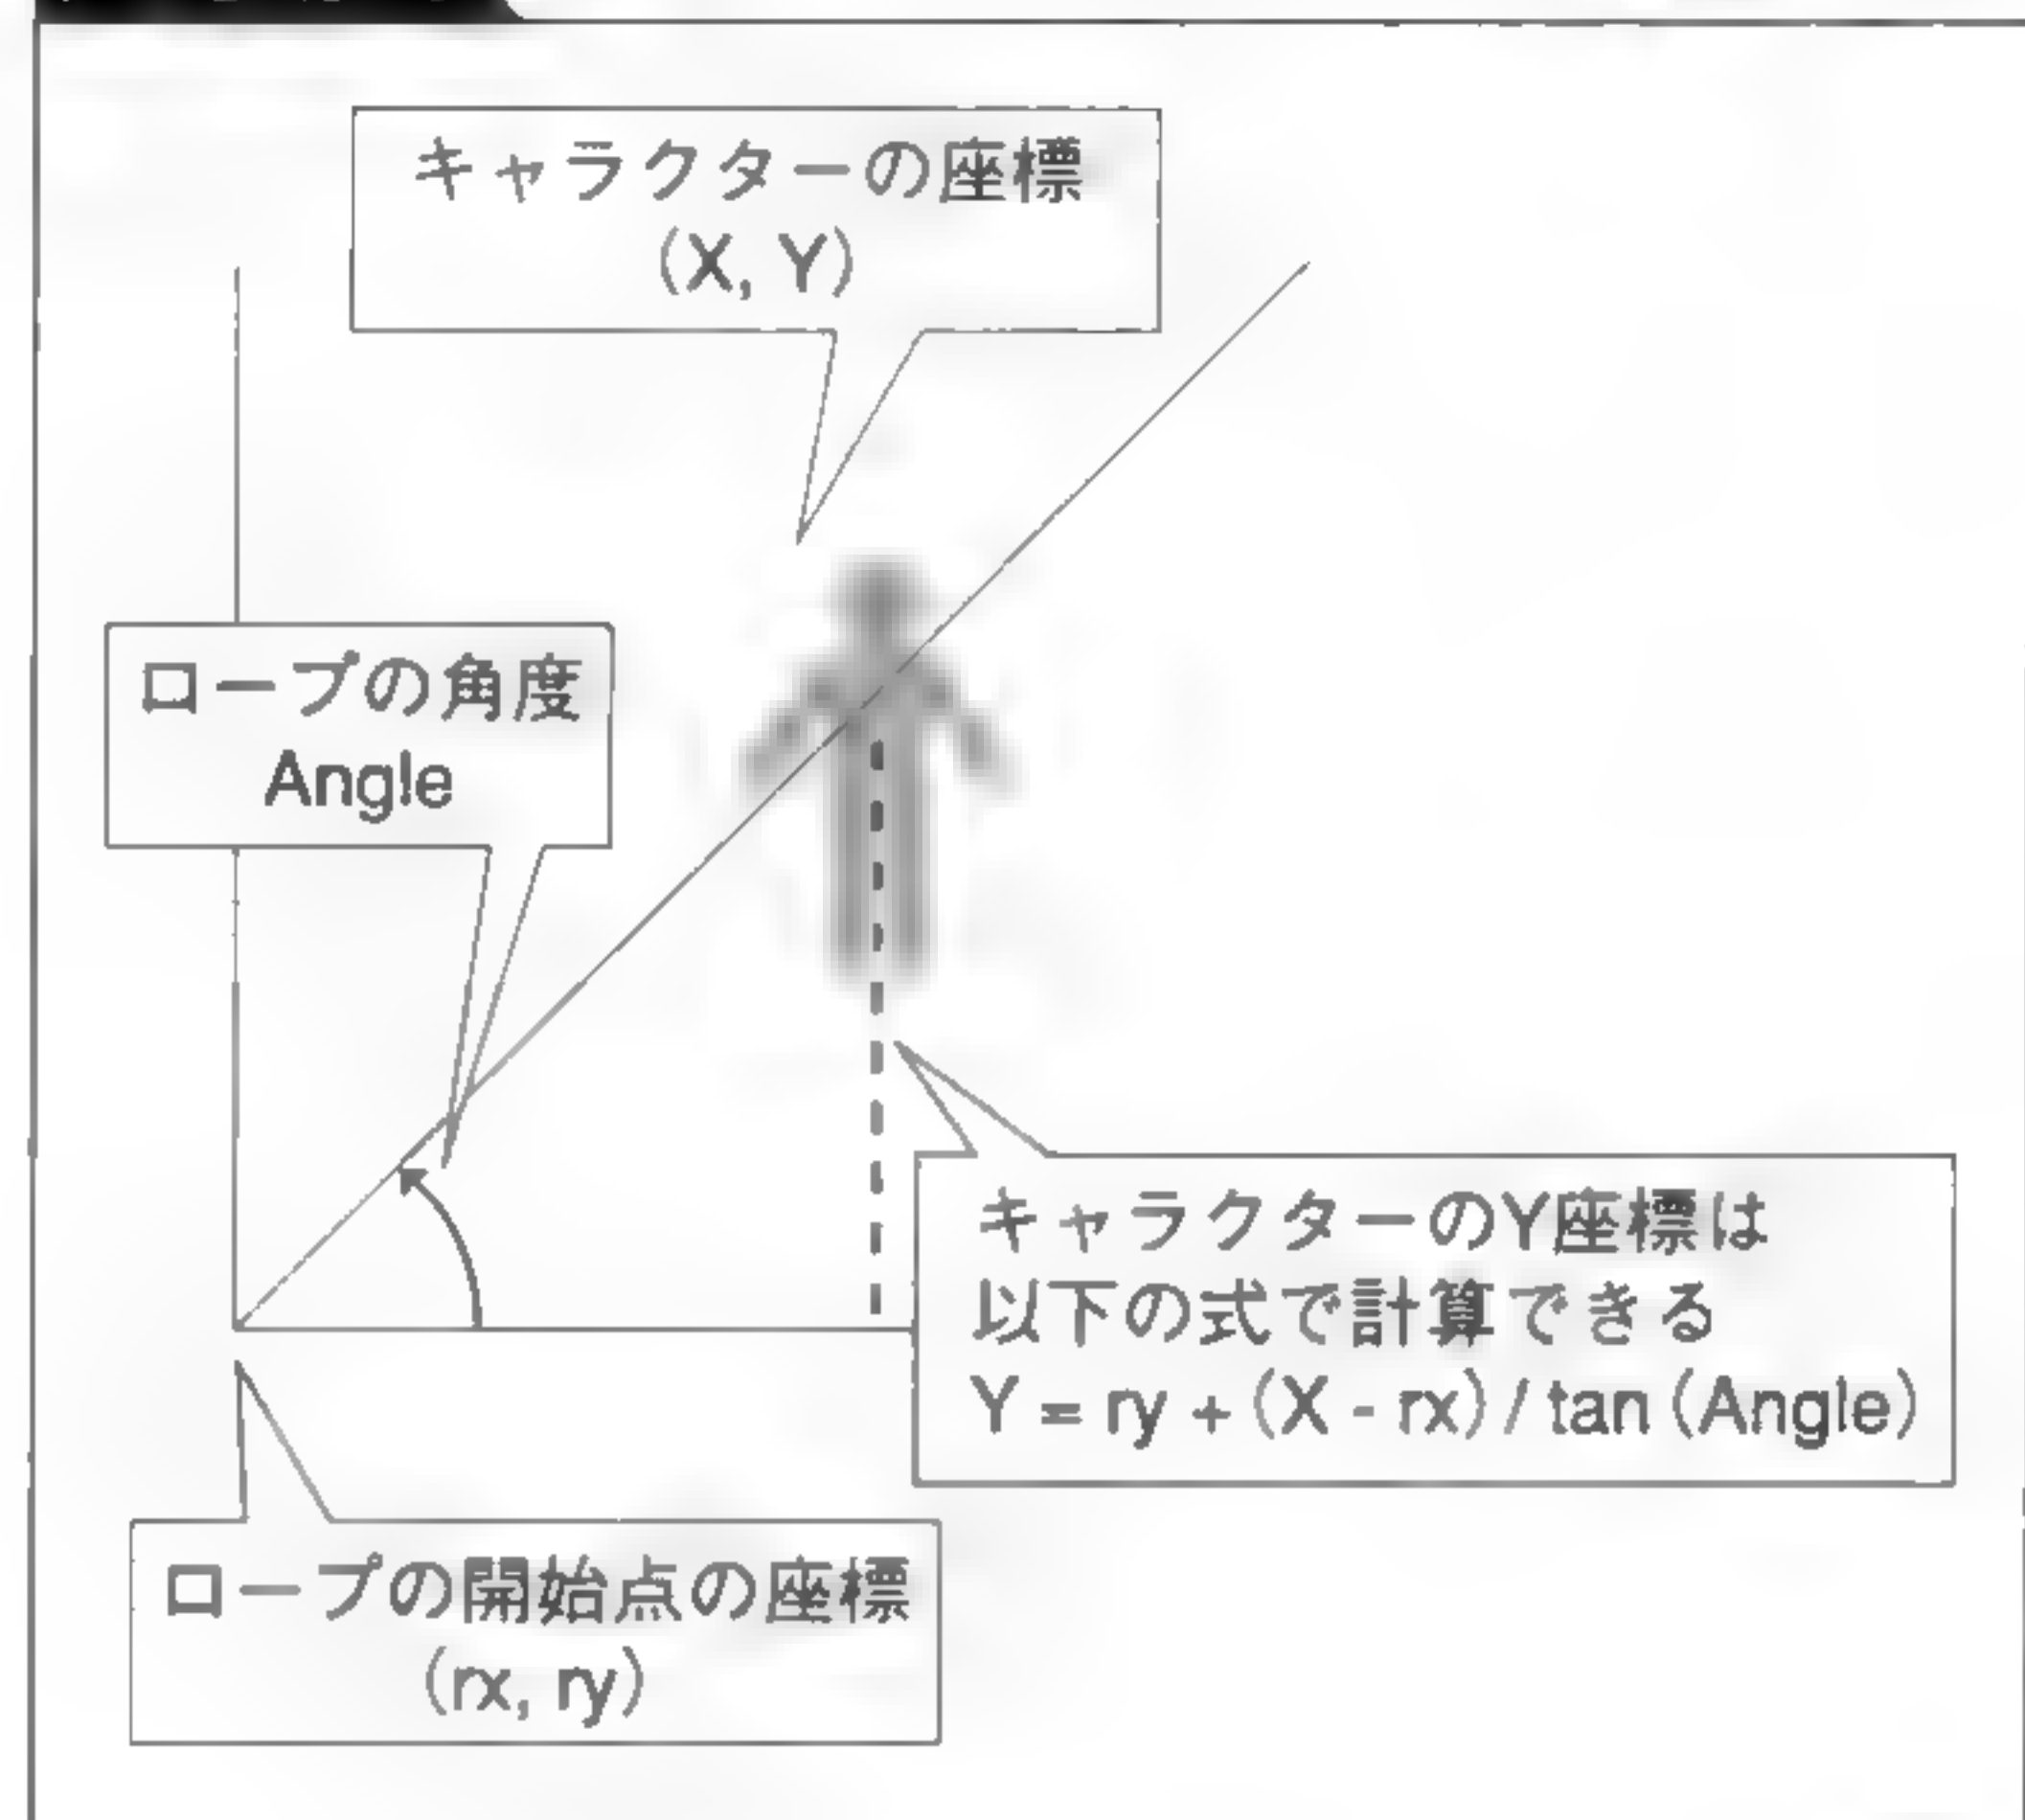 キャラクターの座標
(X, Y)
ロープの角度
Angle
キャラクターのY座標は
以下の式で計算できる
Y = ry + (X - rx) / tan (Angle)
ロープの開始点の座標
(rx, ry)